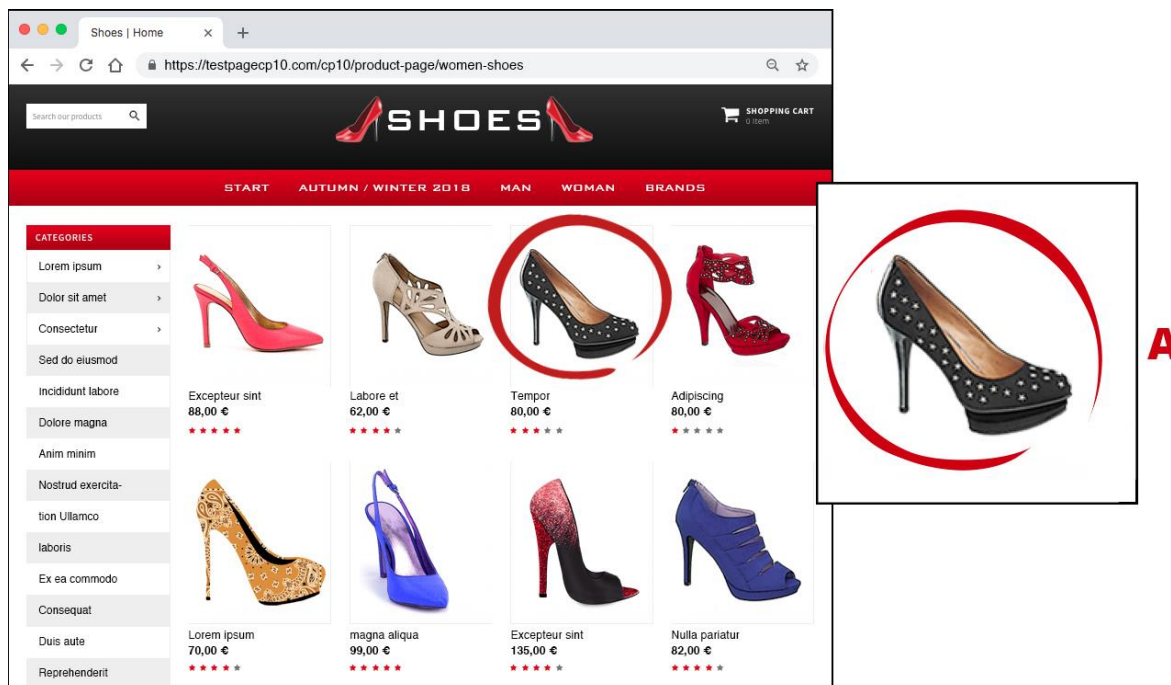 Shoes | Home
https://testpagecp10.com/cp10/product-page/women-shoes
Search our products
SHOES
SHOPPING CART
0 Item
START AUTUMN / WINTER 2018 MAN WOMAN BRANDS
CATEGORIES
Lorem ipsum
Dolor sit amet
Consectetur
Sed do eiusmod
Incididunt labore
Dolore magna
Anim minim
Nostrud exercita-
tion Ullamco
laboris
Ex ea commodo
Consequat
Duis aute
Reprehenderit
Excepteur sint
88,00 €
Labore et
62,00 €
Tempor
80,00 €
Adipiscing
80,00 €
Lorem ipsum
70,00 €
magna aliqua
99,00 €
Excepteur sint
135,00 €
Nulla pariatur
82,00 €
A